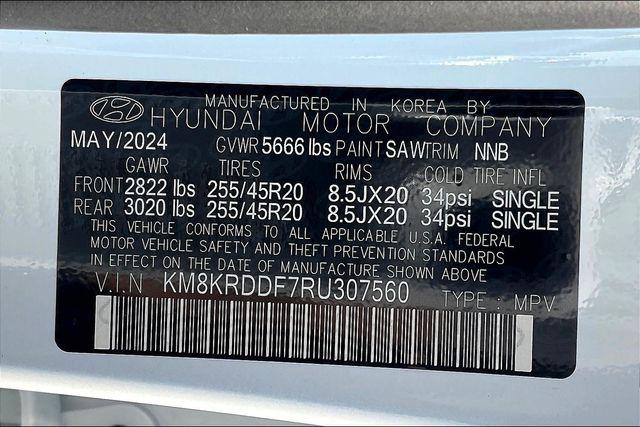 MANUFACTURED IN KOREA BY
HYUNDAI MOTOR COMPANY
MAY/2024 GVWR 5666 lbs PAINT SAW TRIM NNB
GAWR TIRES RIMS COLD TIRE INFL
FRONT 2822 lbs 255/45R20 8.5JX20 34psi SINGLE
REAR 3020 lbs 255/45R20 8.5JX20 34psi SINGLE
THIS VEHICLE CONFORMS TO ALL APPLICABLE U.S.A. FEDERAL
MOTOR VEHICLE SAFETY AND THEFT PREVENTION STANDARDS
IN EFFECT ON THE DATE OF MANUFACTURE SHOWN ABOVE
V.I.N KM8KRDDF7RU307560 TYPE : MPV